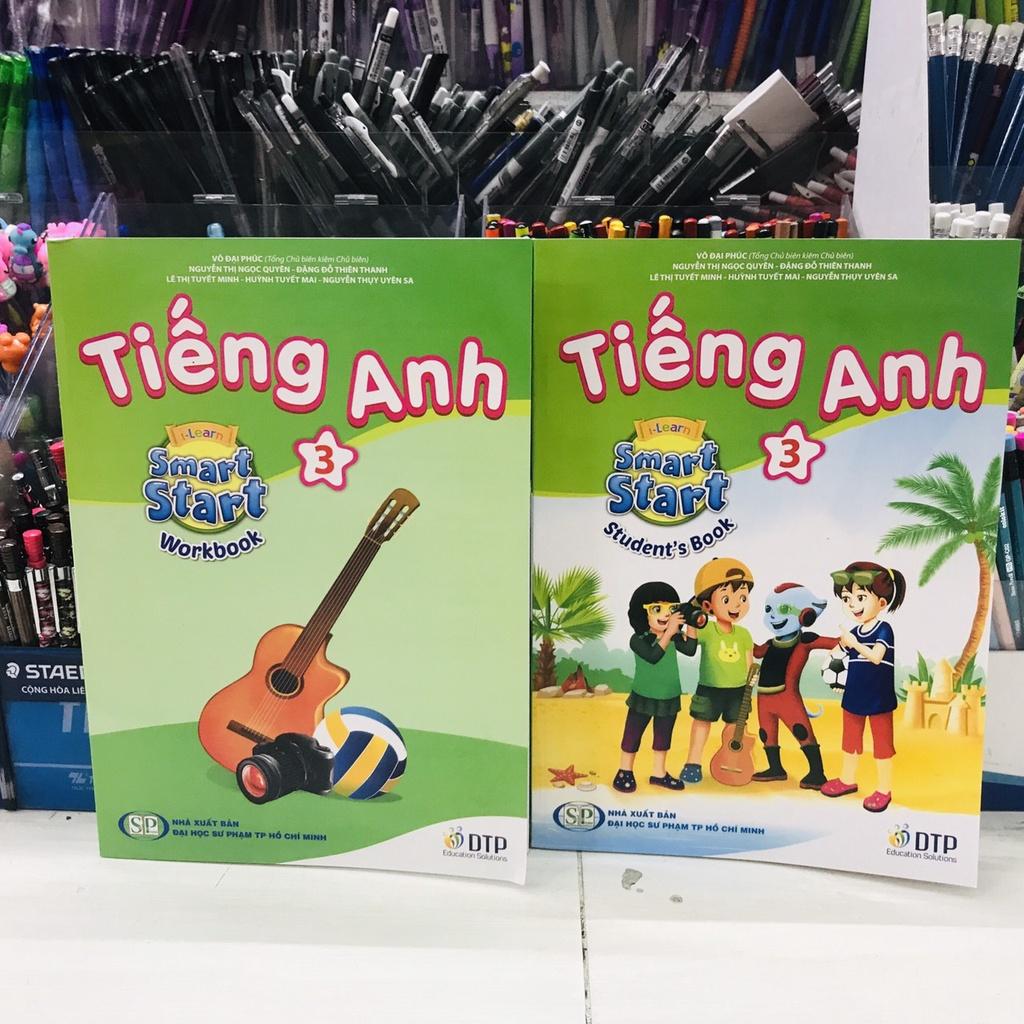 VÕ ĐẠI PHÚC (Tổng Chủ biên kiêm Chủ biên)
NGUYỄN THỊ NGỌC QUYÊN - ĐẶNG ĐỖ THIÊN THANH
LÊ THỊ TUYẾT MINH - HUỲNH TUYẾT MAI - NGUYỄN THỤY UYÊN SA
Tiếng Anh
3
i-Learn
Smart
Start
Workbook
SP
NHÀ XUẤT BẢN
ĐẠI HỌC SƯ PHẠM TP HỒ CHÍ MINH
DTP
Education Solutions
VÕ ĐẠI PHÚC (Tổng Chủ biên kiêm Chủ biên)
NGUYỄN THỊ NGỌC QUYÊN - ĐẶNG ĐỖ THIÊN THANH
LÊ THỊ TUYẾT MINH - HUỲNH TUYẾT MAI - NGUYỄN THỤY UYÊN SA
Tiếng Anh
3
i-Learn
Smart
Start
Student's Book
SP
NHÀ XUẤT BẢN
ĐẠI HỌC SƯ PHẠM TP HỒ CHÍ MINH
DTP
Education Solutions
STAED
CỘNG HÒA LIÊ